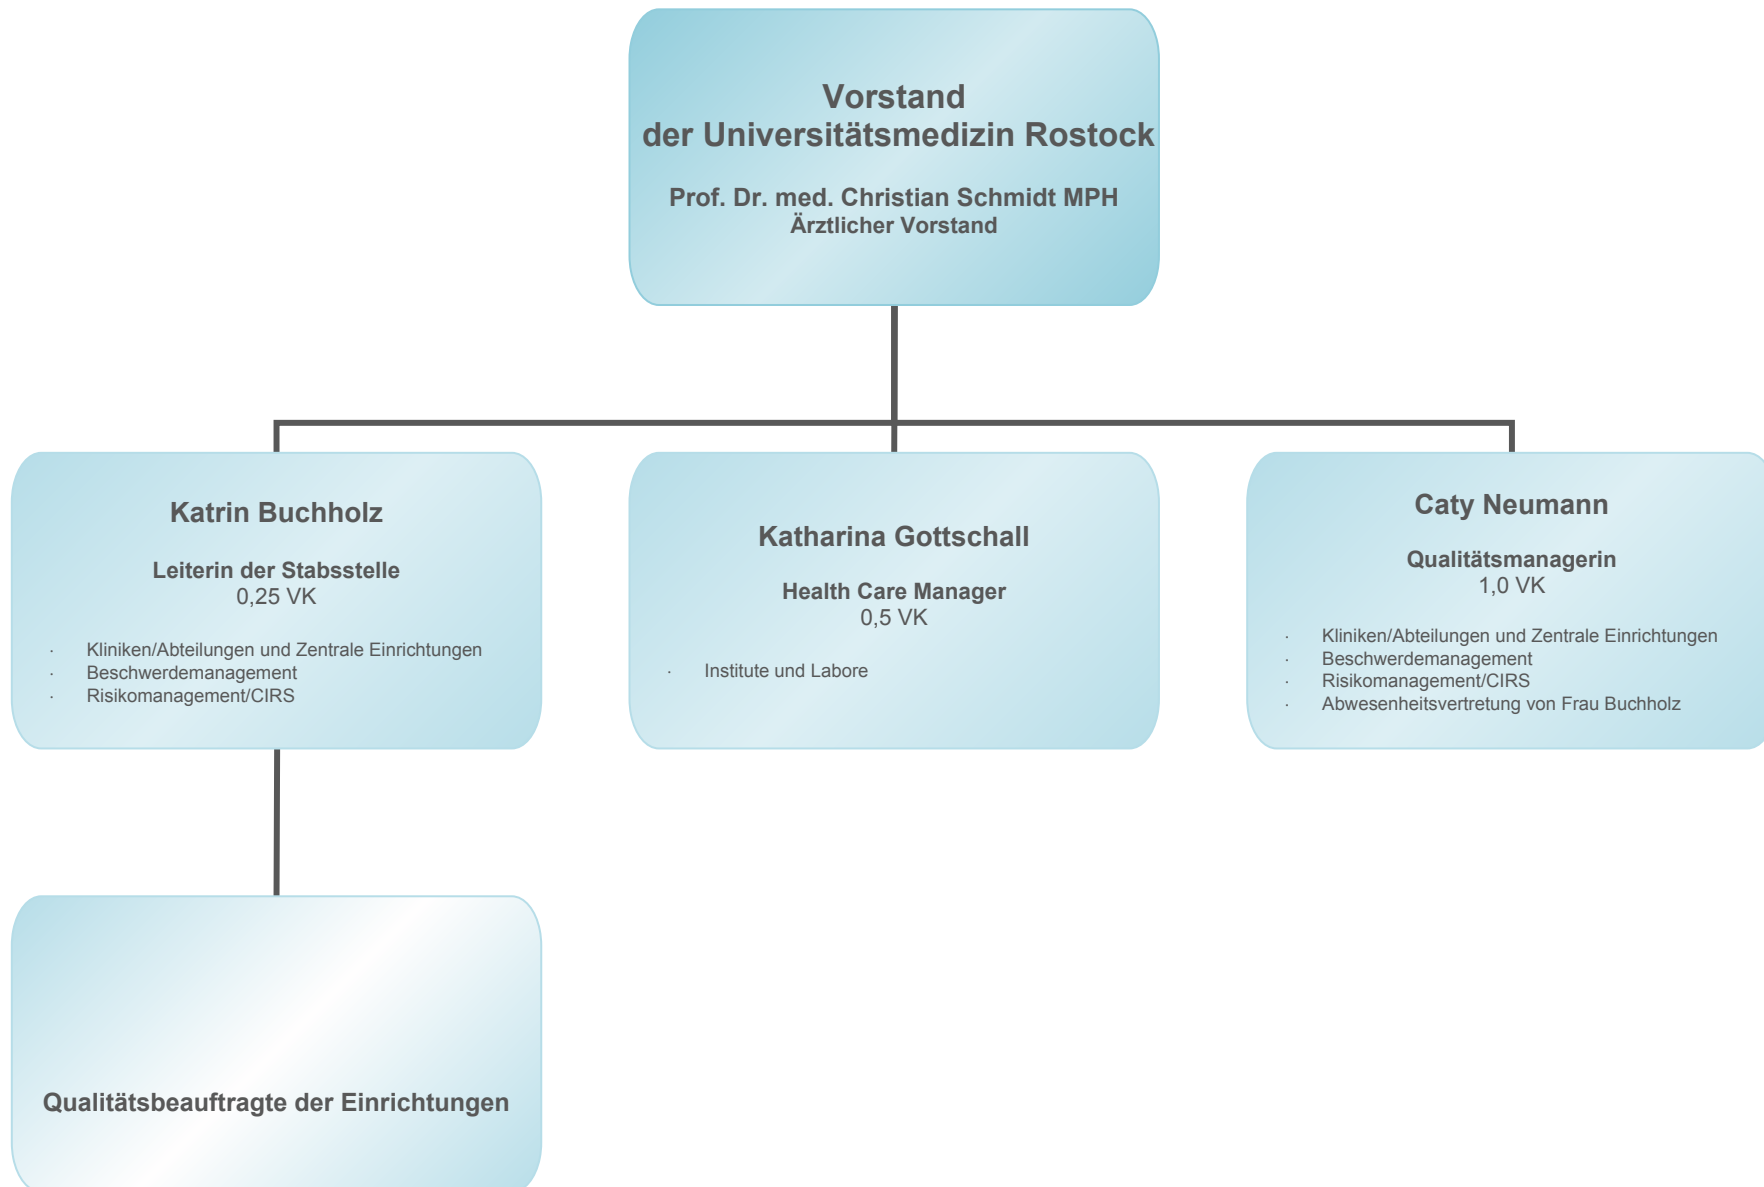 Vorstand
der Universitätsmedizin Rostock
Prof. Dr. med. Christian Schmidt MPH
Ärztlicher Vorstand
Katrin Buchholz
Leiterin der Stabsstelle
0,25 VK
· Kliniken/Abteilungen und Zentrale Einrichtungen
· Beschwerdemanagement
· Risikomanagement/CIRS
Katharina Gottschall
Health Care Manager
0,5 VK
· Institute und Labore
Caty Neumann
Qualitätsmanagerin
1,0 VK
· Kliniken/Abteilungen und Zentrale Einrichtungen
· Beschwerdemanagement
· Risikomanagement/CIRS
· Abwesenheitsvertretung von Frau Buchholz
Qualitätsbeauftragte der Einrichtungen